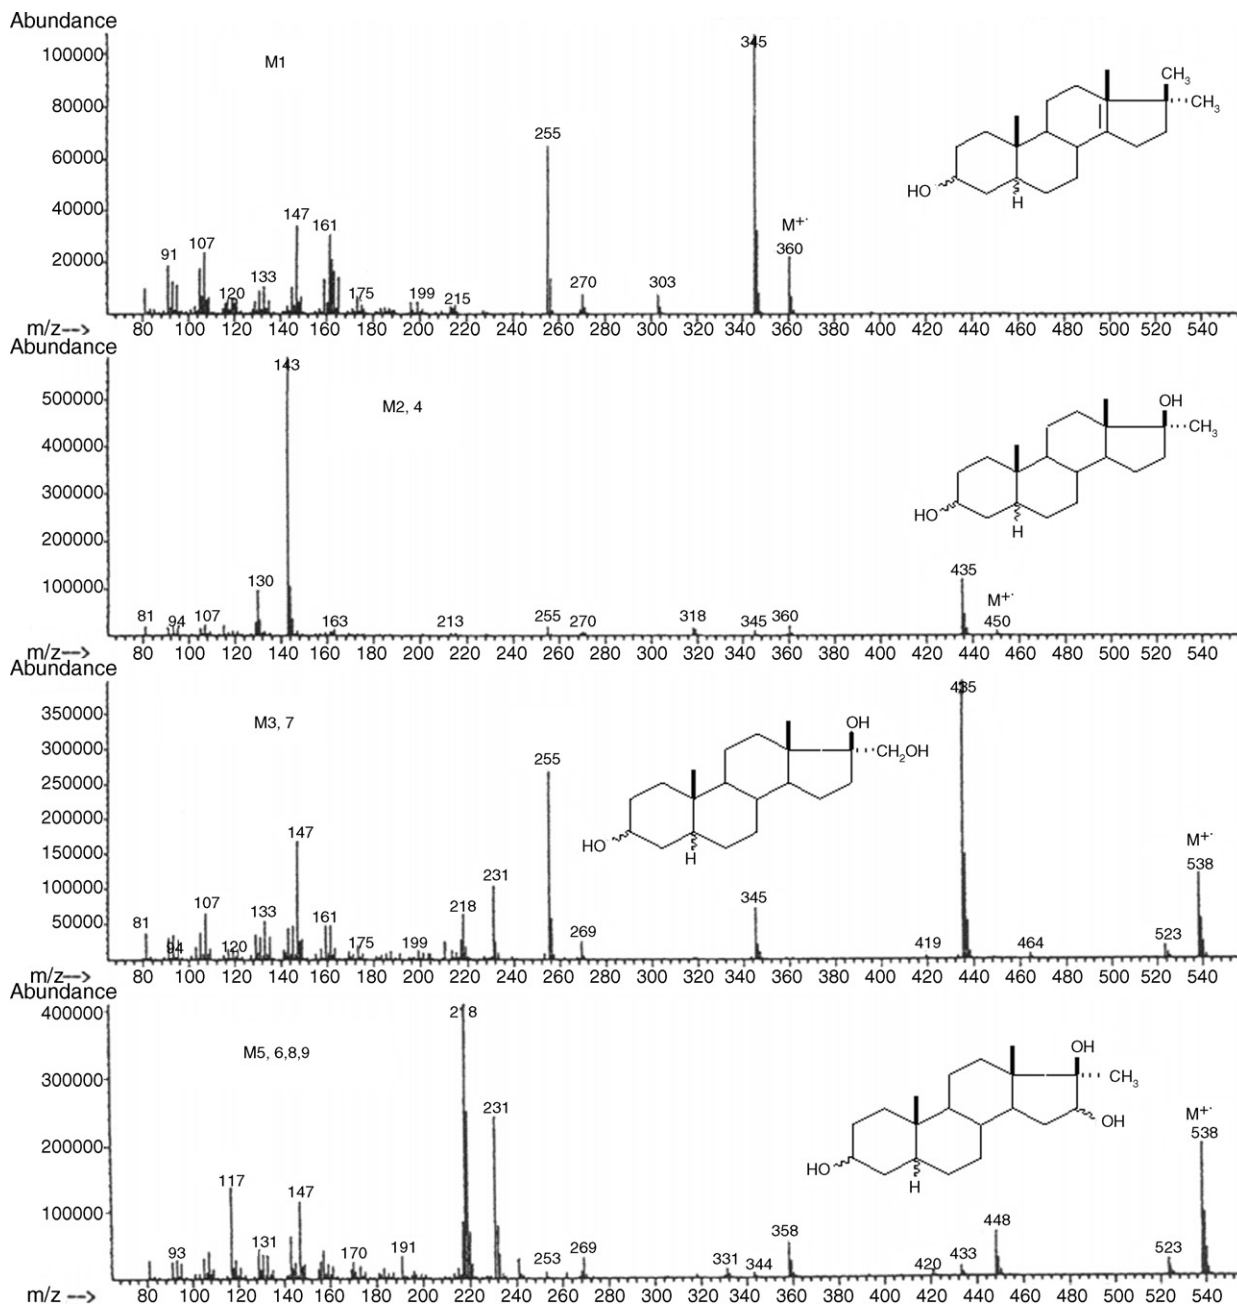 Abundance
100000
80000
60000
40000
20000
M1
91
107
120
133
147
161
175
199
215
255
270
303
345
M+·
360
HO
H
CH3
CH3
m/z-->
80 100 120 140 160 180 200 220 240 260 280 300 320 340 360 380 400 420 440 460 480 500 520 540
Abundance
500000
400000
300000
200000
100000
M2, 4
81
94
107
130
143
163
213
255
270
318
345
360
435
M+·
450
OH
CH3
HO
H
m/z-->
80 100 120 140 160 180 200 220 240 260 280 300 320 340 360 380 400 420 440 460 480 500 520 540
Abundance
350000
300000
250000
200000
150000
100000
50000
M3, 7
81
94
107
120
133
147
161
175
199
218
231
255
269
345
419
435
464
523
M+·
538
OH
CH2OH
HO
H
m/z-->
80 100 120 140 160 180 200 220 240 260 280 300 320 340 360 380 400 420 440 460 480 500 520 540
Abundance
400000
300000
200000
100000
M5, 6,8,9
93
117
131
147
170
191
218
231
253
269
331
344
358
420
433
448
523
M+·
538
OH
CH3
OH
HO
H
80 100 120 140 160 180 200 220 240 260 280 300 320 340 360 380 400 420 440 460 480 500 520 540
m/z-->